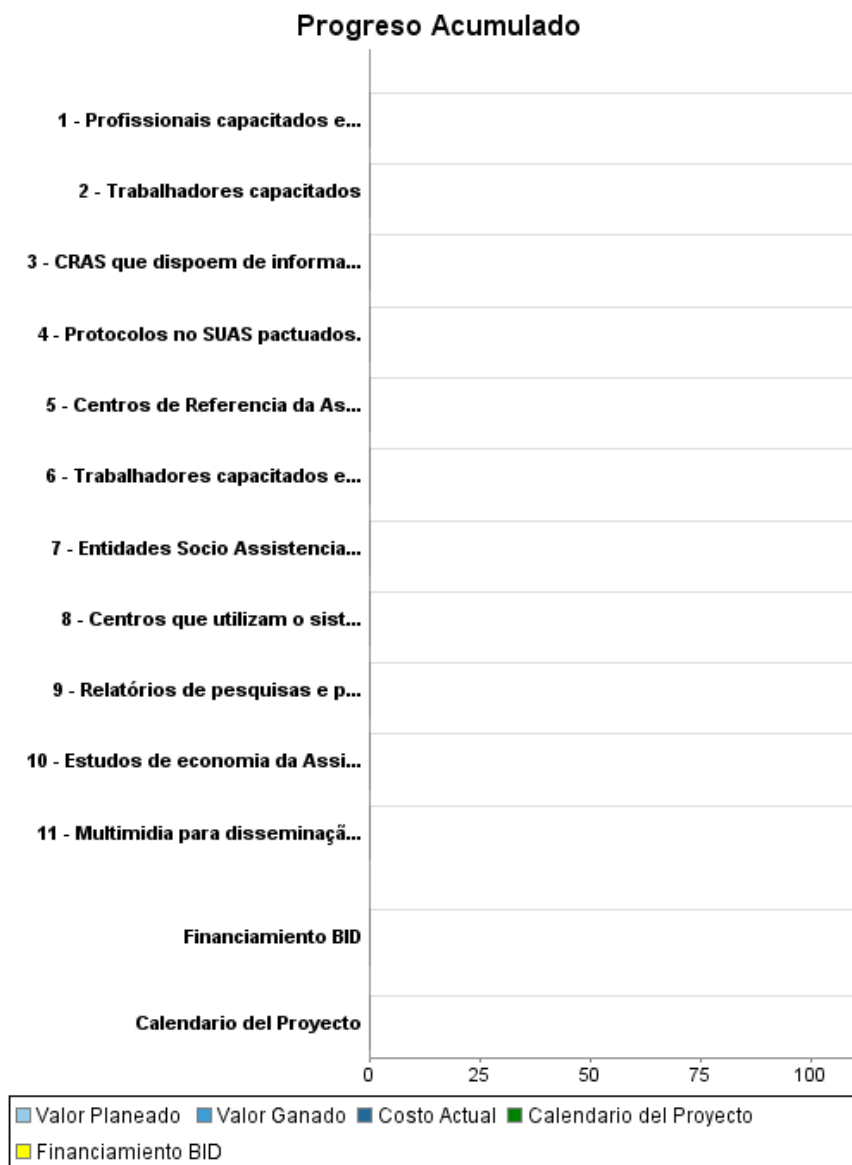 Progreso Acumulado
1 - Profissionais capacitados e...
2 - Trabalhadores capacitados
3 - CRAS que dispoem de informa...
4 - Protocolos no SUAS pactuados.
5 - Centros de Referencia da As...
6 - Trabalhadores capacitados e...
7 - Entidades Socio Assistencia...
8 - Centros que utilizam o sist...
9 - Relatórios de pesquisas e p...
10 - Estudos de economia da Assi...
11 - Multimidia para disseminaçã...
Financiamiento BID
Calendario del Proyecto
0 25 50 75 100
Valor Planeado Valor Ganado Costo Actual Calendario del Proyecto
Financiamiento BID